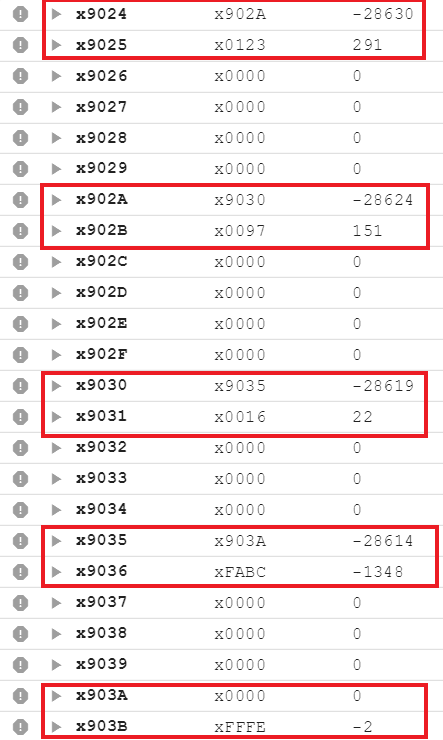 x9024 x902A -28630
x9025 x0123 291
x9026 x0000 0
x9027 x0000 0
x9028 x0000 0
x9029 x0000 0
x902A x9030 -28624
x902B x0097 151
x902C x0000 0
x902D x0000 0
x902E x0000 0
x902F x0000 0
x9030 x9035 -28619
x9031 x0016 22
x9032 x0000 0
x9033 x0000 0
x9034 x0000 0
x9035 x903A -28614
x9036 xFABC -1348
x9037 x0000 0
x9038 x0000 0
x9039 x0000 0
x903A x0000 0
x903B xFFFE -2